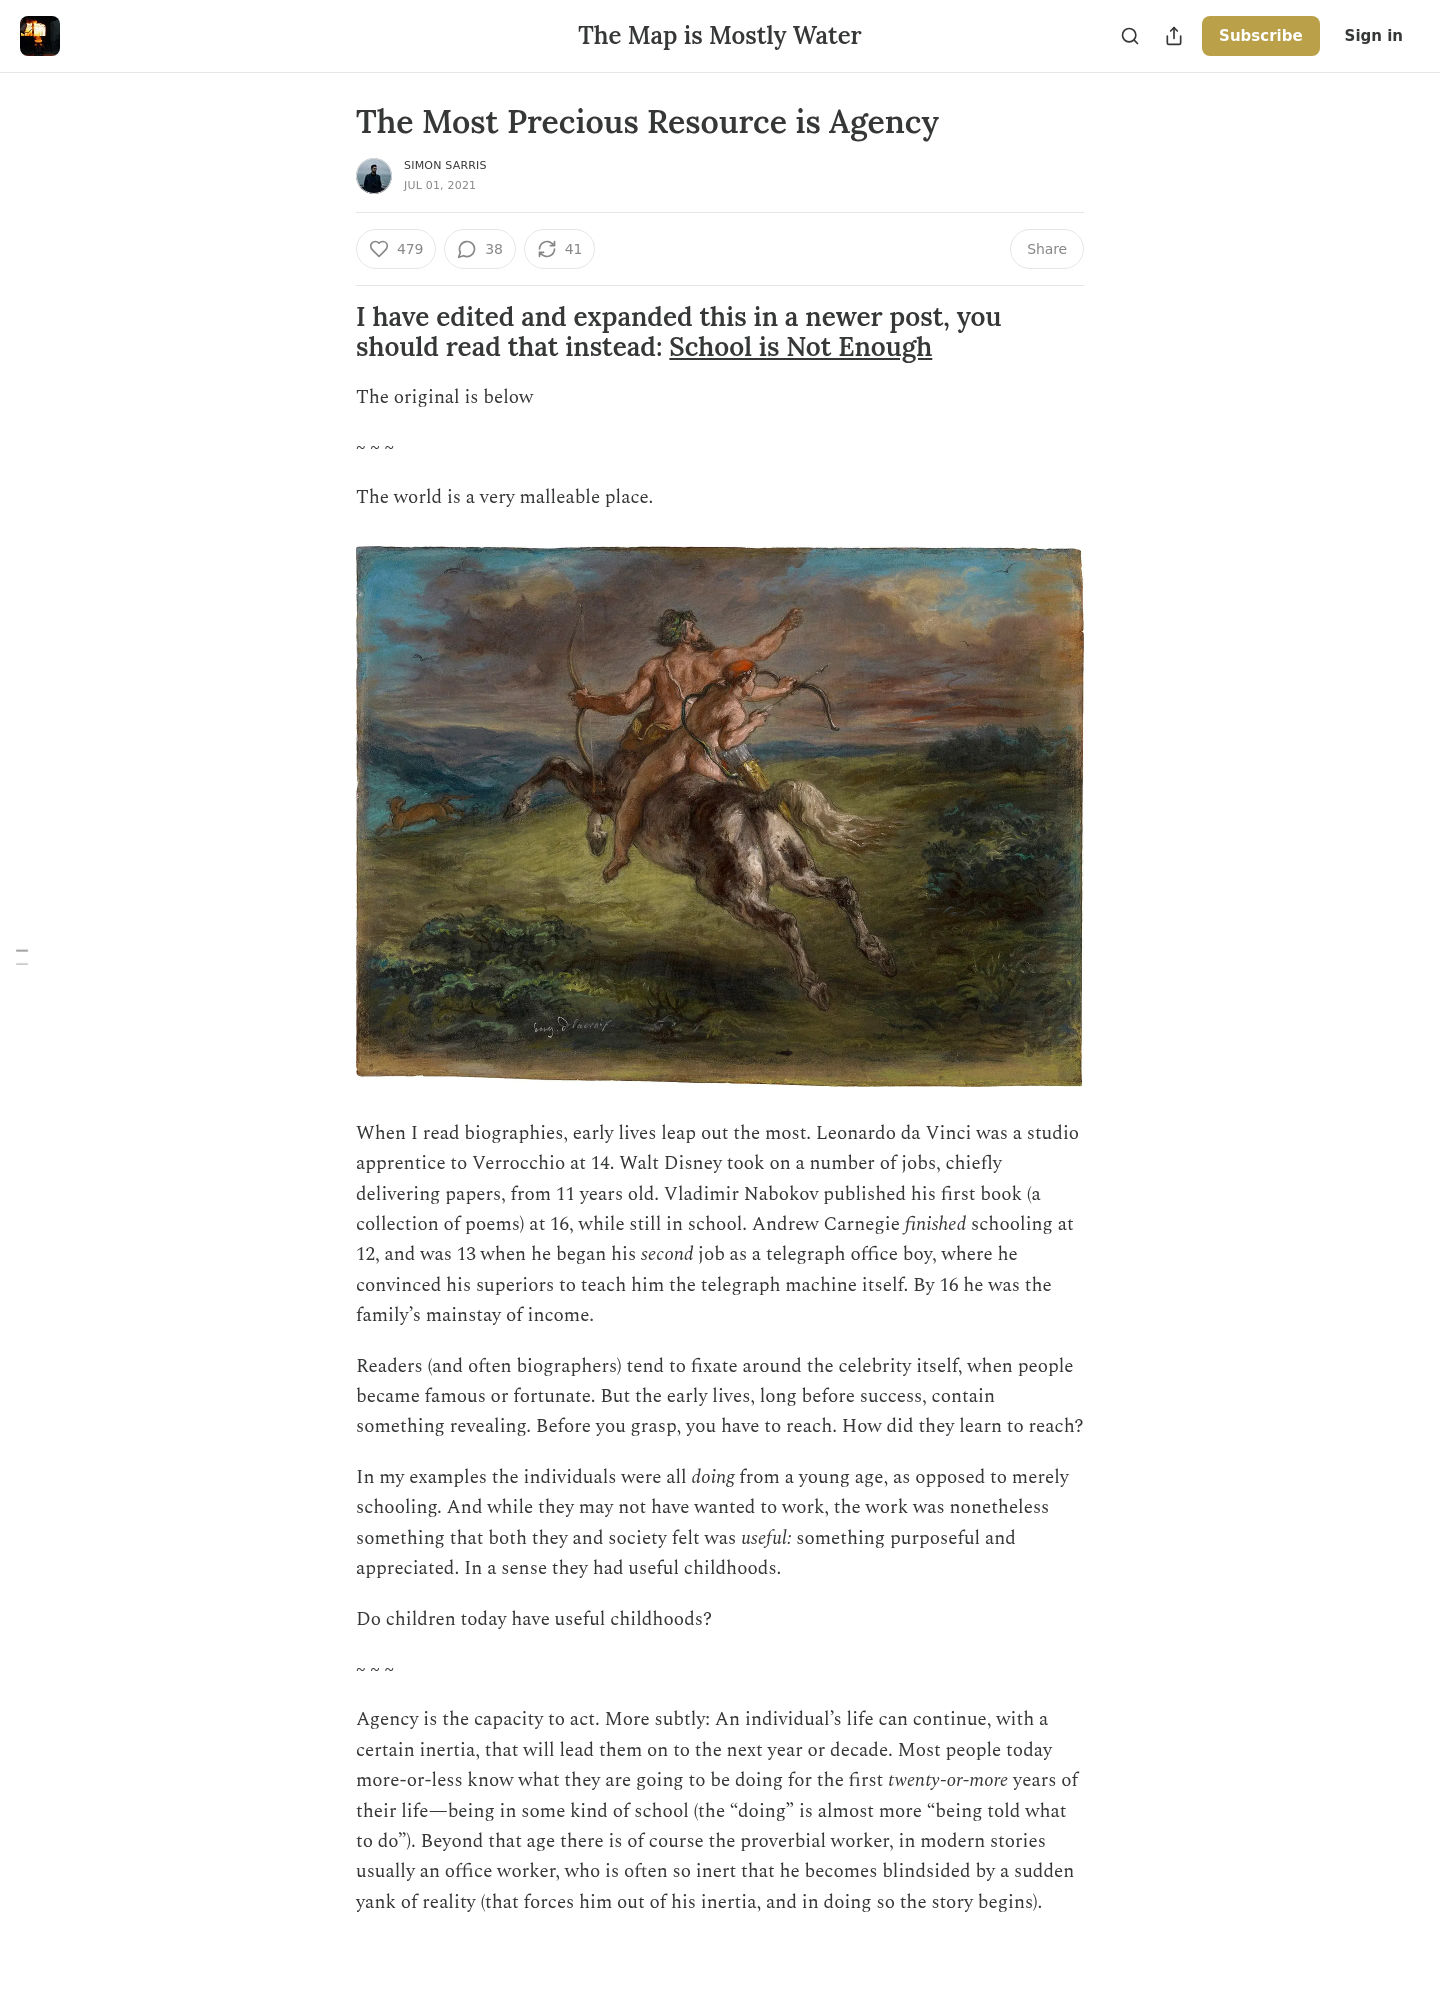 The Map is Mostly Water
Subscribe
Sign in
The Most Precious Resource is Agency
SIMON SARRIS
JUL 01, 2021
479
38
41
Share
I have edited and expanded this in a newer post, you
should read that instead: School is Not Enough
The original is below
~ ~ ~
The world is a very malleable place.
Eug. Delacroix
When I read biographies, early lives leap out the most. Leonardo da Vinci was a studio
apprentice to Verrocchio at 14. Walt Disney took on a number of jobs, chiefly
delivering papers, from 11 years old. Vladimir Nabokov published his first book (a
collection of poems) at 16, while still in school. Andrew Carnegie finished schooling at
12, and was 13 when he began his second job as a telegraph office boy, where he
convinced his superiors to teach him the telegraph machine itself. By 16 he was the
family’s mainstay of income.
Readers (and often biographers) tend to fixate around the celebrity itself, when people
became famous or fortunate. But the early lives, long before success, contain
something revealing. Before you grasp, you have to reach. How did they learn to reach?
In my examples the individuals were all doing from a young age, as opposed to merely
schooling. And while they may not have wanted to work, the work was nonetheless
something that both they and society felt was useful: something purposeful and
appreciated. In a sense they had useful childhoods.
Do children today have useful childhoods?
~ ~ ~
Agency is the capacity to act. More subtly: An individual’s life can continue, with a
certain inertia, that will lead them on to the next year or decade. Most people today
more-or-less know what they are going to be doing for the first twenty-or-more years of
their life—being in some kind of school (the “doing” is almost more “being told what
to do”). Beyond that age there is of course the proverbial worker, in modern stories
usually an office worker, who is often so inert that he becomes blindsided by a sudden
yank of reality (that forces him out of his inertia, and in doing so the story begins).